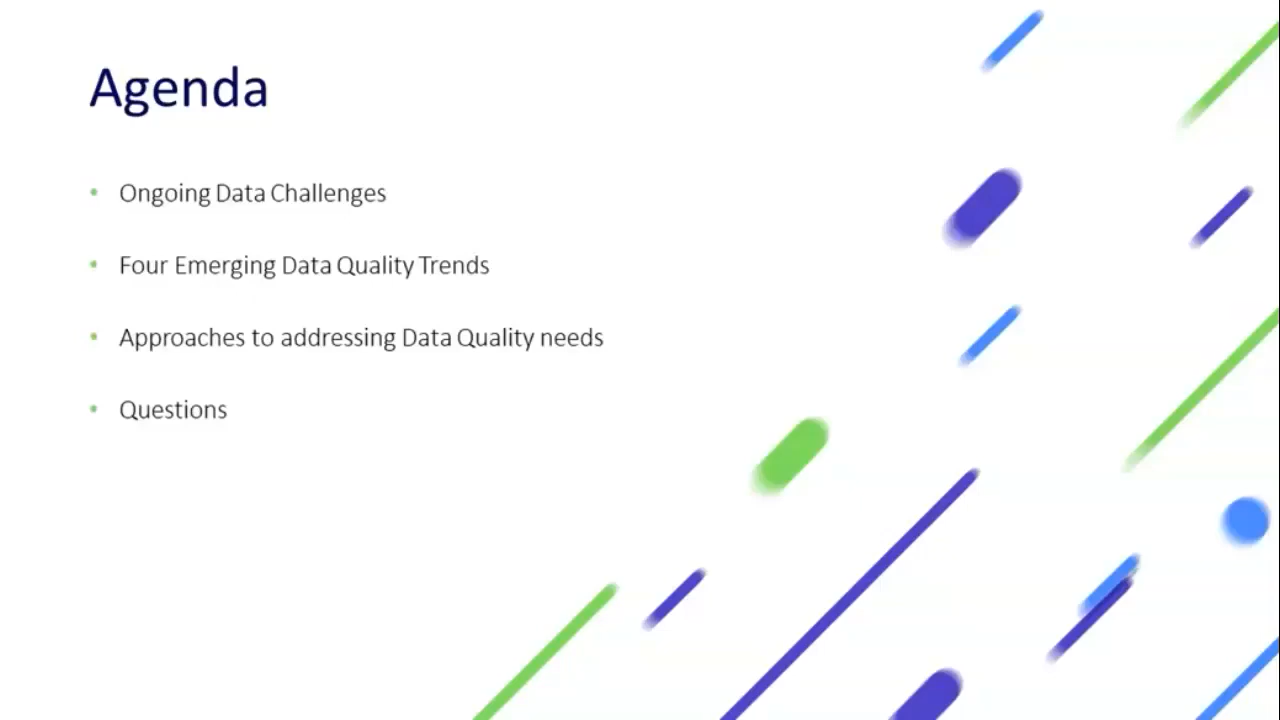 Agenda
• Ongoing Data Challenges
• Four Emerging Data Quality Trends
• Approaches to addressing Data Quality needs
• Questions